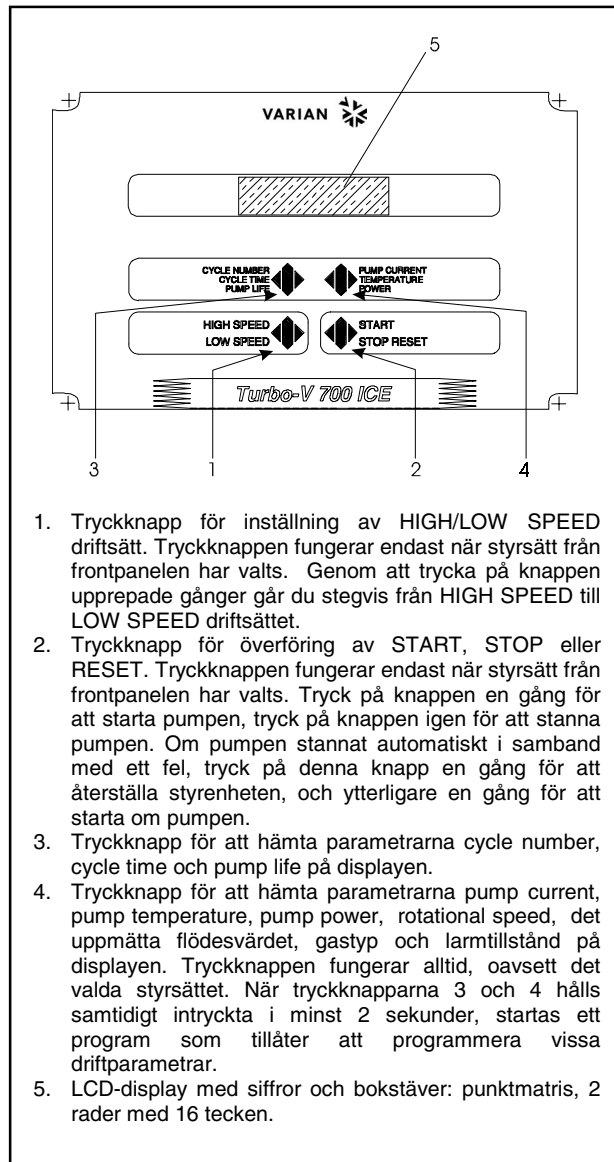 5
VARIAN
CYCLE NUMBER
CYCLE TIME
PUMP LIFE
PUMP CURRENT
TEMPERATURE
POWER
HIGH SPEED
LOW SPEED
START
STOP RESET
Turbo-V 700 ICE
3 1 2 4
1. Tryckknapp för inställning av HIGH/LOW SPEED
driftsätt. Tryckknappen fungerar endast när styrsätt från
frontpanelen har valts. Genom att trycka på knappen
upprepade gånger går du stegvis från HIGH SPEED till
LOW SPEED driftsättet.
2. Tryckknapp för överföring av START, STOP eller
RESET. Tryckknappen fungerar endast när styrsätt från
frontpanelen har valts. Tryck på knappen en gång för
att starta pumpen, tryck på knappen igen för att stanna
pumpen. Om pumpen stannat automatiskt i samband
med ett fel, tryck på denna knapp en gång för att
återställa styrenheten, och ytterligare en gång för att
starta om pumpen.
3. Tryckknapp för att hämta parametrarna cycle number,
cycle time och pump life på displayen.
4. Tryckknapp för att hämta parametrarna pump current,
pump temperature, pump power, rotational speed, det
uppmätta flödesvärdet, gastyp och larmtillstånd på
displayen. Tryckknappen fungerar alltid, oavsett det
valda styrsättet. När tryckknapparna 3 och 4 hålls
samtidigt intryckta i minst 2 sekunder, startas ett
program som tillåter att programmera vissa
driftparametrar.
5. LCD-display med siffror och bokstäver: punktmatris, 2
rader med 16 tecken.